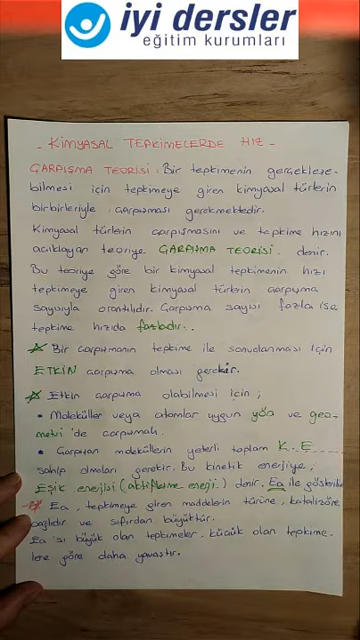 iyi dersler
eğitim kurumları
- KİMYASAL TEPKİMELERDE HIZ -
ÇARPIŞMA TEORİSİ: Bir tepkimenin gerçekleşe-
bilmesi için tepkimeye giren kimyasal türlerin
birbirleriyle çarpışması gerekmektedir.
Kimyasal türlerin çarpışmasını ve tepkime hızını
açıklayan teoriye ÇARPIŞMA TEORİSİ denir.
Bu teoriye göre bir kimyasal tepkimenin hızı
tepkimeye giren kimyasal türlerin çarpışma
sayısıyla orantılıdır. Çarpışma sayısı fazla ise
tepkime hızıda fazladır..
Bir çarpışmanın tepkime ile sonuçlanması için
ETKİN çarpışma olması gerekir.
Etkin çarpışma olabilmesi için;
• Moleküller veya atomlar uygun yön ve geo-
metri'de çarpışmalı.
• Çarpışan moleküllerin yeterli toplam K.E
sahip olmaları gerekir. Bu kinetik enerjiye;
Eşik enerjisi (aktifleşme enerji.) denir. Ea ile gösterilir
Ea, tepkimeye giren maddelerin türüne, katalizöre
bağlıdır ve sıfırdan büyüktür.
Ea'sı büyük olan tepkimeler, küçük olan tepkime-
lere göre daha yavaştır.